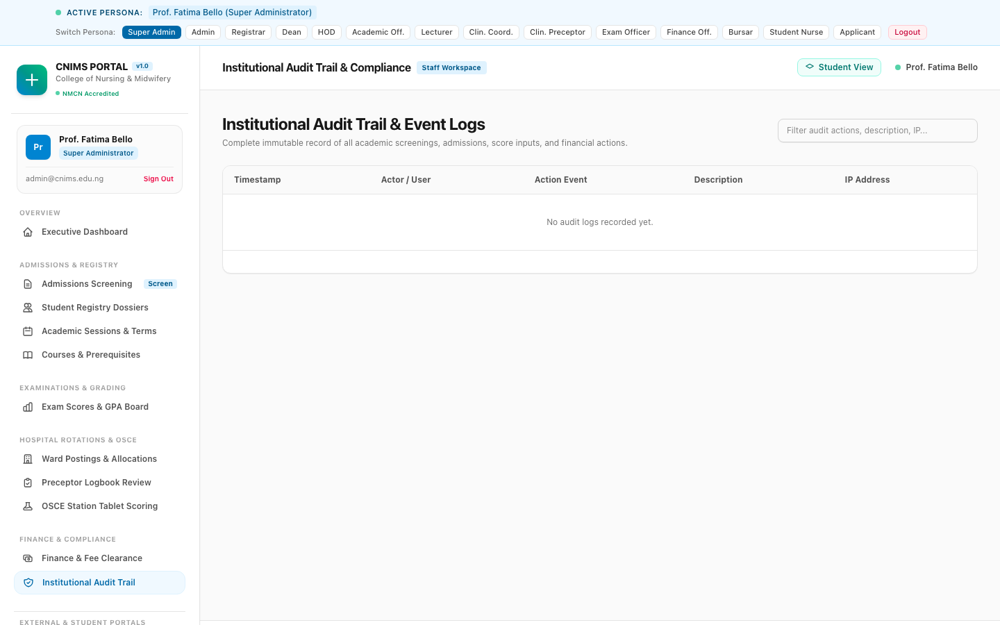 ACTIVE PERSONA: Prof. Fatima Bello (Super Administrator)
Switch Persona: Super Admin Admin Registrar Dean HOD Academic Off. Lecturer Clin. Coord. Clin. Preceptor Exam Officer Finance Off. Bursar Student Nurse Applicant Logout
CNIMS PORTAL v1.0
College of Nursing & Midwifery
NMCN Accredited
Institutional Audit Trail & Compliance Staff Workspace
Student View Prof. Fatima Bello
Pr
Prof. Fatima Bello
Super Administrator
admin@cnims.edu.ng Sign Out
OVERVIEW
Executive Dashboard
ADMISSIONS & REGISTRY
Admissions Screening Screen
Student Registry Dossiers
Academic Sessions & Terms
Courses & Prerequisites
EXAMINATIONS & GRADING
Exam Scores & GPA Board
HOSPITAL ROTATIONS & OSCE
Ward Postings & Allocations
Preceptor Logbook Review
OSCE Station Tablet Scoring
FINANCE & COMPLIANCE
Finance & Fee Clearance
Institutional Audit Trail
EXTERNAL & STUDENT PORTALS
Institutional Audit Trail & Event Logs
Complete immutable record of all academic screenings, admissions, score inputs, and financial actions.
Filter audit actions, description, IP...
Timestamp Actor / User Action Event Description IP Address
No audit logs recorded yet.